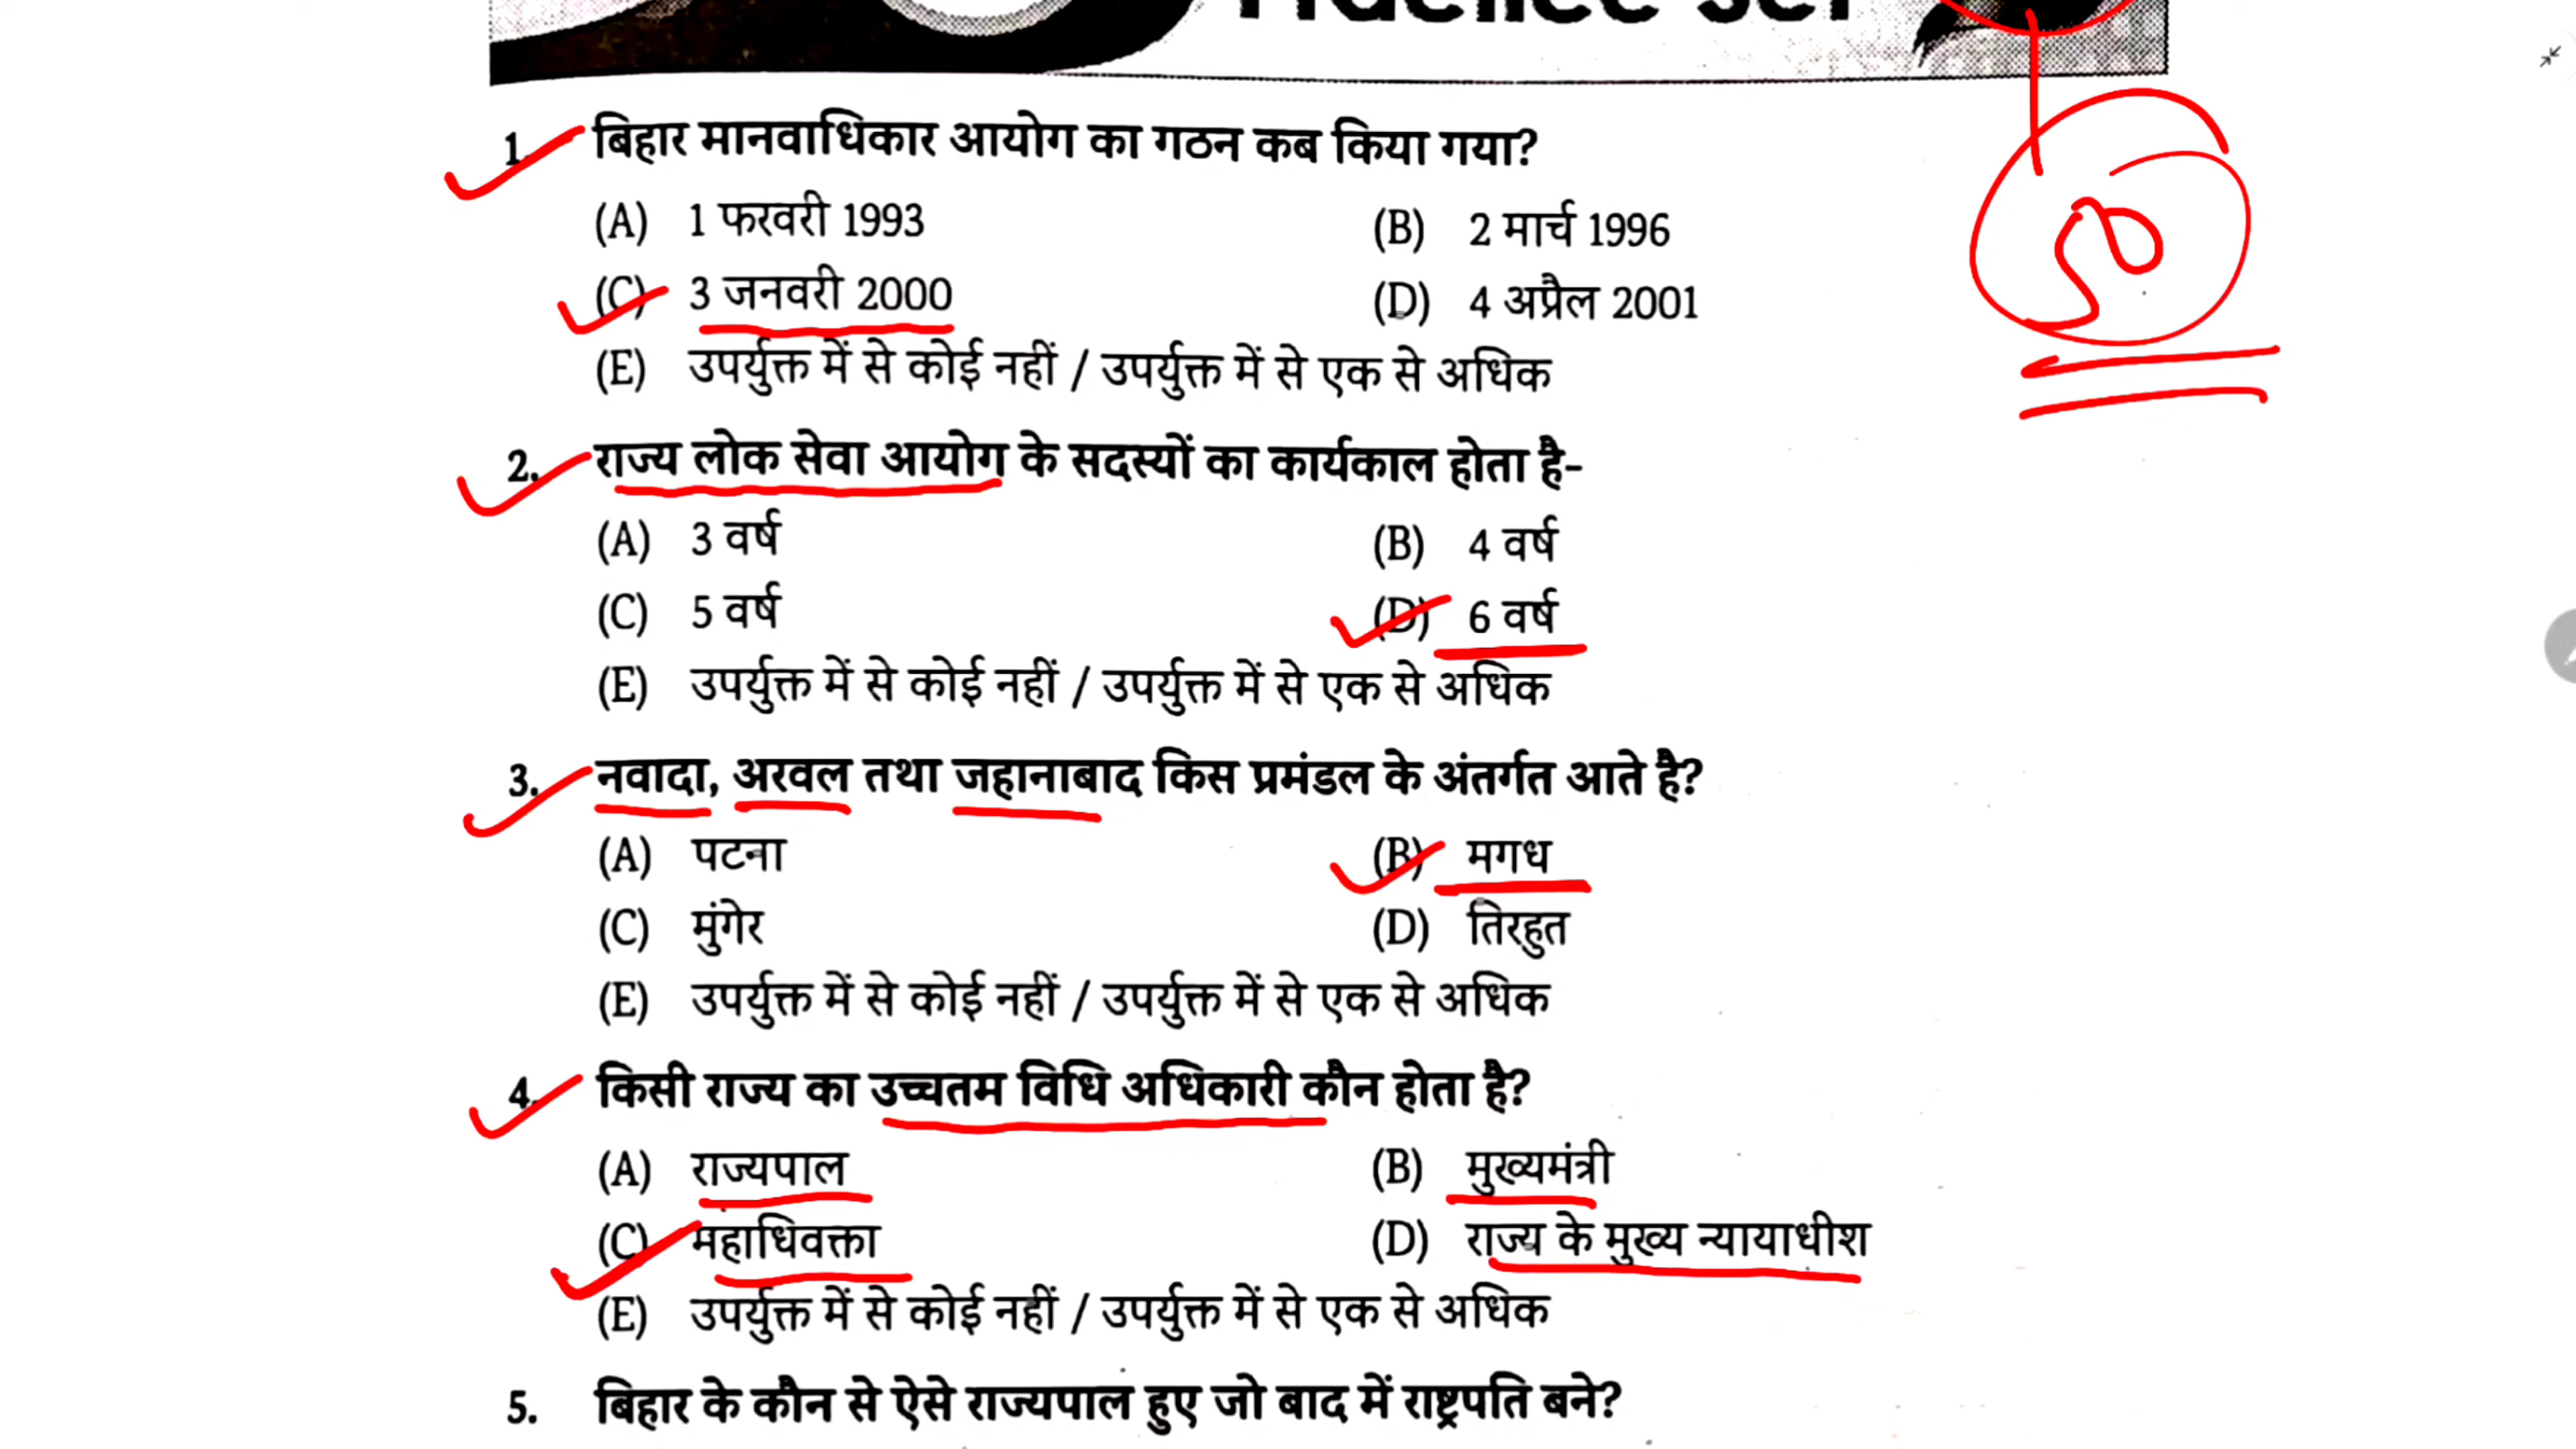 Practice Set
1. बिहार मानवाधिकार आयोग का गठन कब किया गया?
(A) 1 फरवरी 1993 (B) 2 मार्च 1996
(C) 3 जनवरी 2000 (D) 4 अप्रैल 2001
(E) उपर्युक्त में से कोई नहीं / उपर्युक्त में से एक से अधिक
2. राज्य लोक सेवा आयोग के सदस्यों का कार्यकाल होता है-
(A) 3 वर्ष (B) 4 वर्ष
(C) 5 वर्ष (D) 6 वर्ष
(E) उपर्युक्त में से कोई नहीं / उपर्युक्त में से एक से अधिक
3. नवादा, अरवल तथा जहानाबाद किस प्रमंडल के अंतर्गत आते है?
(A) पटना (B) मगध
(C) मुंगेर (D) तिरहुत
(E) उपर्युक्त में से कोई नहीं / उपर्युक्त में से एक से अधिक
4. किसी राज्य का उच्चतम विधि अधिकारी कौन होता है?
(A) राज्यपाल (B) मुख्यमंत्री
(C) महाधिवक्ता (D) राज्य के मुख्य न्यायाधीश
(E) उपर्युक्त में से कोई नहीं / उपर्युक्त में से एक से अधिक
5. बिहार के कौन से ऐसे राज्यपाल हुए जो बाद में राष्ट्रपति बने?